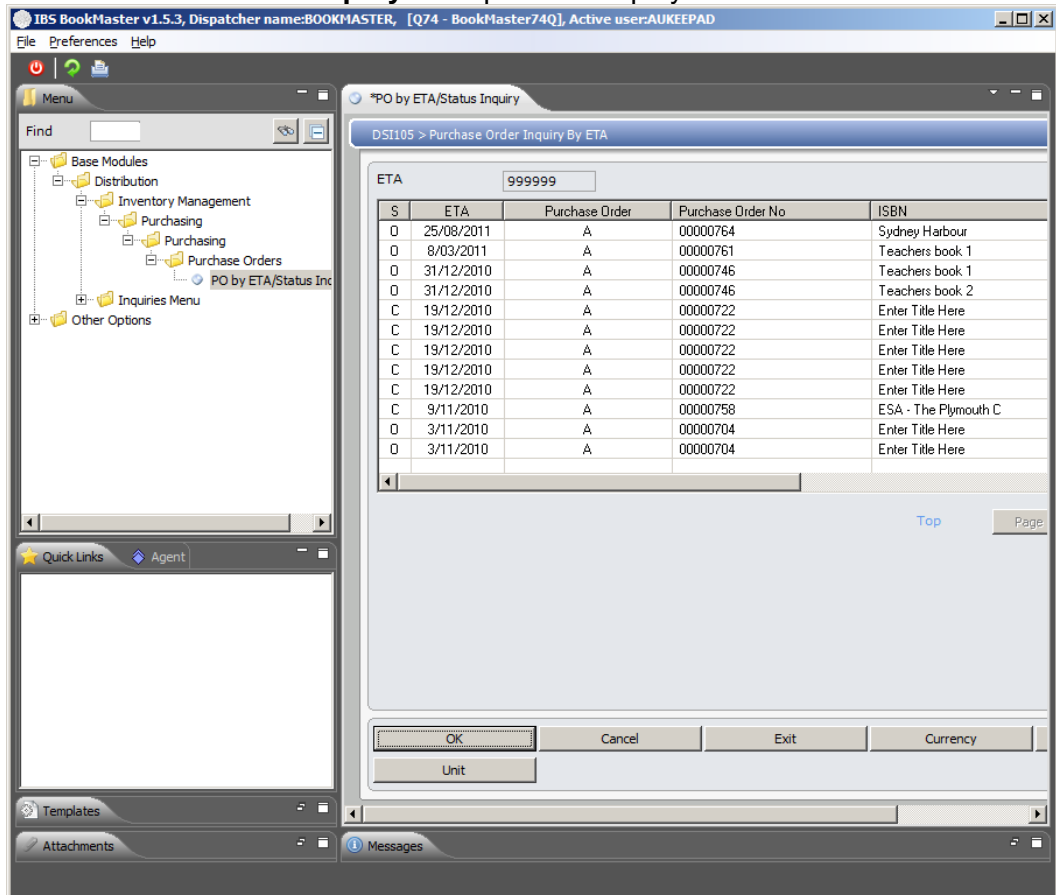 IBS BookMaster v1.5.3, Dispatcher name:BOOKMASTER, [Q74 - BookMaster74Q], Active user:AUKEEPAD
File Preferences Help
Menu
*PO by ETA/Status Inquiry
Find
DSI105 > Purchase Order Inquiry By ETA
Base Modules
Distribution
Inventory Management
Purchasing
Purchasing
Purchase Orders
PO by ETA/Status Inc
Inquiries Menu
Other Options
ETA 999999
S ETA Purchase Order Purchase Order No ISBN
O 25/08/2011 A 00000764 Sydney Harbour
O 8/03/2011 A 00000761 Teachers book 1
O 31/12/2010 A 00000746 Teachers book 1
O 31/12/2010 A 00000746 Teachers book 2
C 19/12/2010 A 00000722 Enter Title Here
C 19/12/2010 A 00000722 Enter Title Here
C 19/12/2010 A 00000722 Enter Title Here
C 19/12/2010 A 00000722 Enter Title Here
C 19/12/2010 A 00000722 Enter Title Here
C 9/11/2010 A 00000758 ESA - The Plymouth C
O 3/11/2010 A 00000704 Enter Title Here
O 3/11/2010 A 00000704 Enter Title Here
Top Page
Quick Links Agent
OK Cancel Exit Currency
Unit
Templates
Attachments
Messages